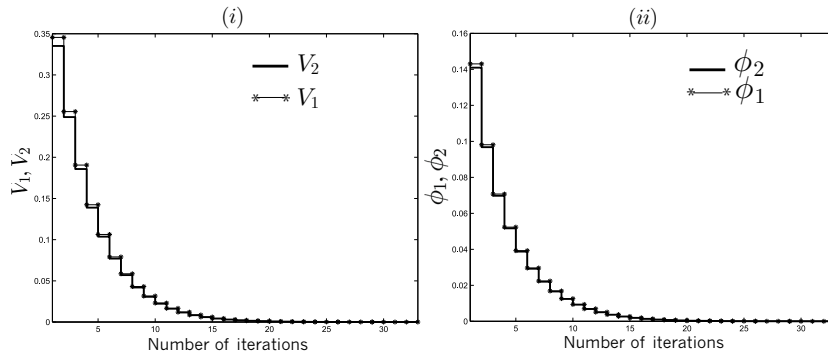 (i)
0.35
0.3
0.25
0.2
0.15
0.1
0.05
0
V₁, V₂
V₂
V₁
5 10 15 20 25 30
Number of iterations
(ii)
0.16
0.14
0.12
0.1
0.08
0.06
0.04
0.02
0
ϕ₁, ϕ₂
ϕ₂
ϕ₁
5 10 15 20 25 30
Number of iterations